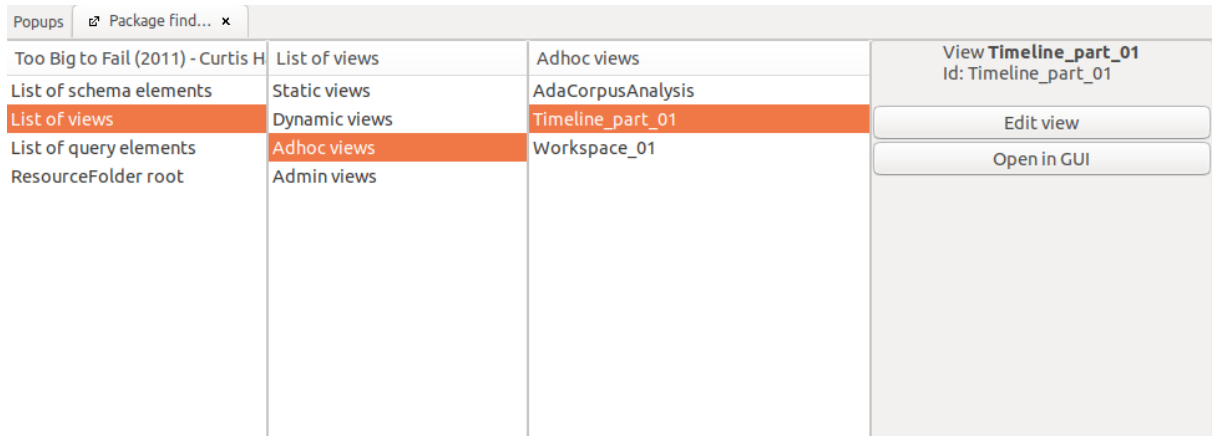 Popups Package find... x
Too Big to Fail (2011) - Curtis H
List of schema elements
List of views
List of query elements
ResourceFolder root
List of views
Static views
Dynamic views
Adhoc views
Admin views
Adhoc views
AdaCorpusAnalysis
Timeline_part_01
Workspace_01
View Timeline_part_01
Id: Timeline_part_01
Edit view
Open in GUI